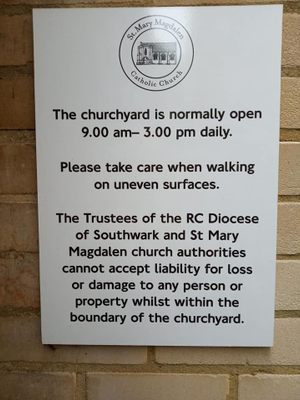 St. Mary Magdalen
Catholic Church
The churchyard is normally open
9.00 am– 3.00 pm daily.
Please take care when walking
on uneven surfaces.
The Trustees of the RC Diocese
of Southwark and St Mary
Magdalen church authorities
cannot accept liability for loss
or damage to any person or
property whilst within the
boundary of the churchyard.